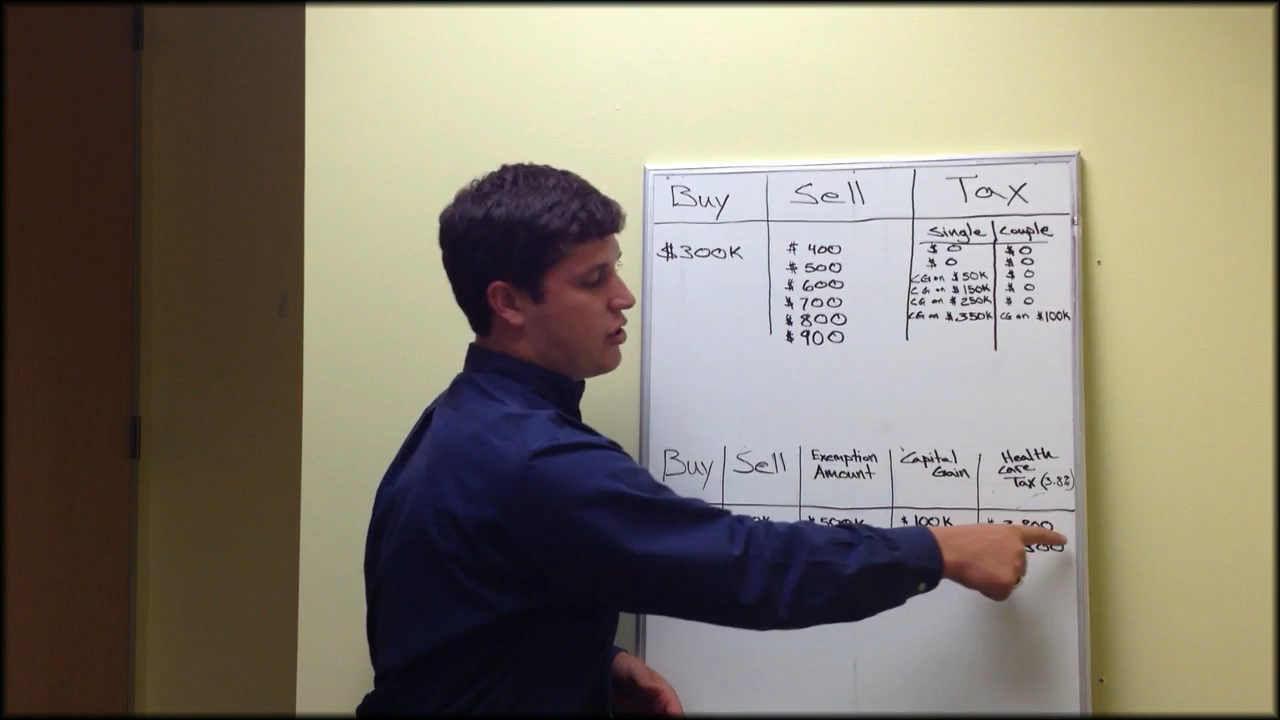 Buy Sell Tax
Single Couple
$300K $400 $0 $0
$500 $0 $0
$600 CG on $50K $0
$700 CG on $150K $0
$800 CG on $250K $0
$900 CG on $350K CG on $100K
Buy Sell Exemption Amount Capital Gain Health Care Tax (3.8%)
$500K $100K